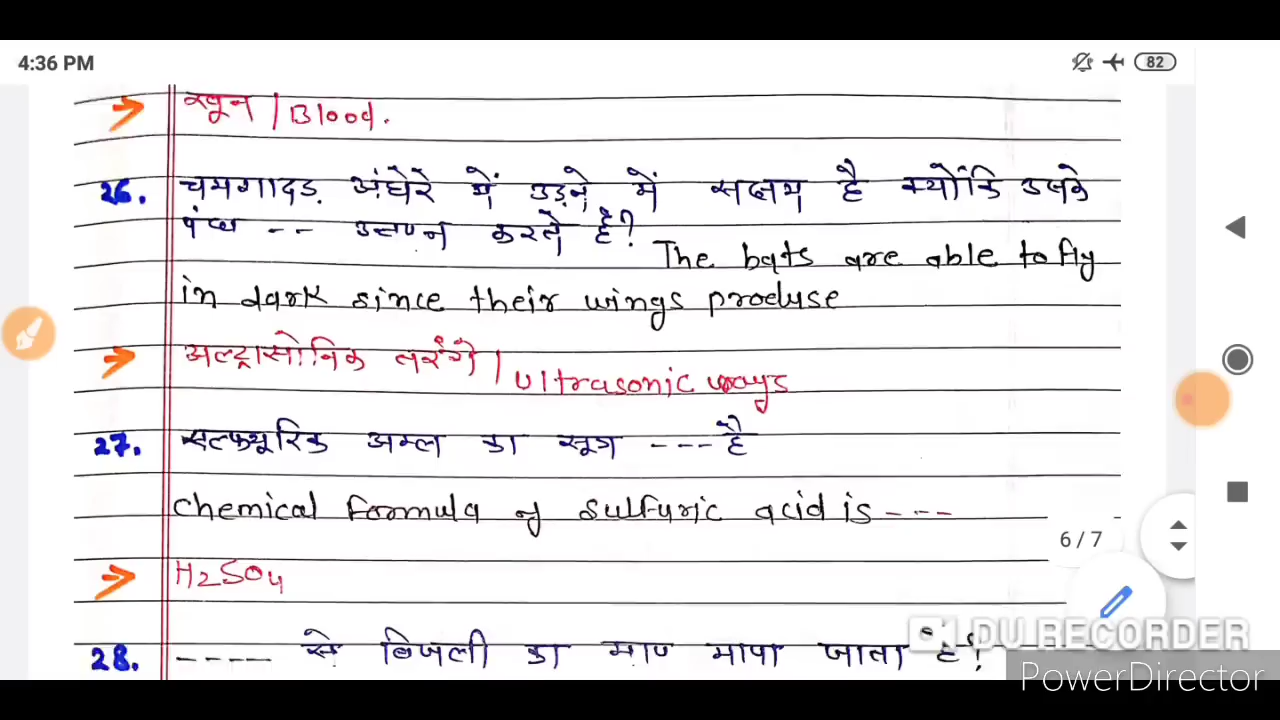 4:36 PM
82
खून / Blood.
26. चमगादड़ अंधेरे में उड़ने में सक्षम है क्योंकि उनके
पंख -- उत्पन्न करते हैं?
The bats are able to fly
in dark since their wings produse
अल्ट्रासोनिक तरंगे / Ultrasonic ways
27. सल्फ्यूरिक अम्ल का सूत्र --- है
Chemical Formula of Sulfuric acid is ---
6 / 7
H2SO4
28. ---- से बिजली का माप मापा जाता है?
DU RECORDER
PowerDirector